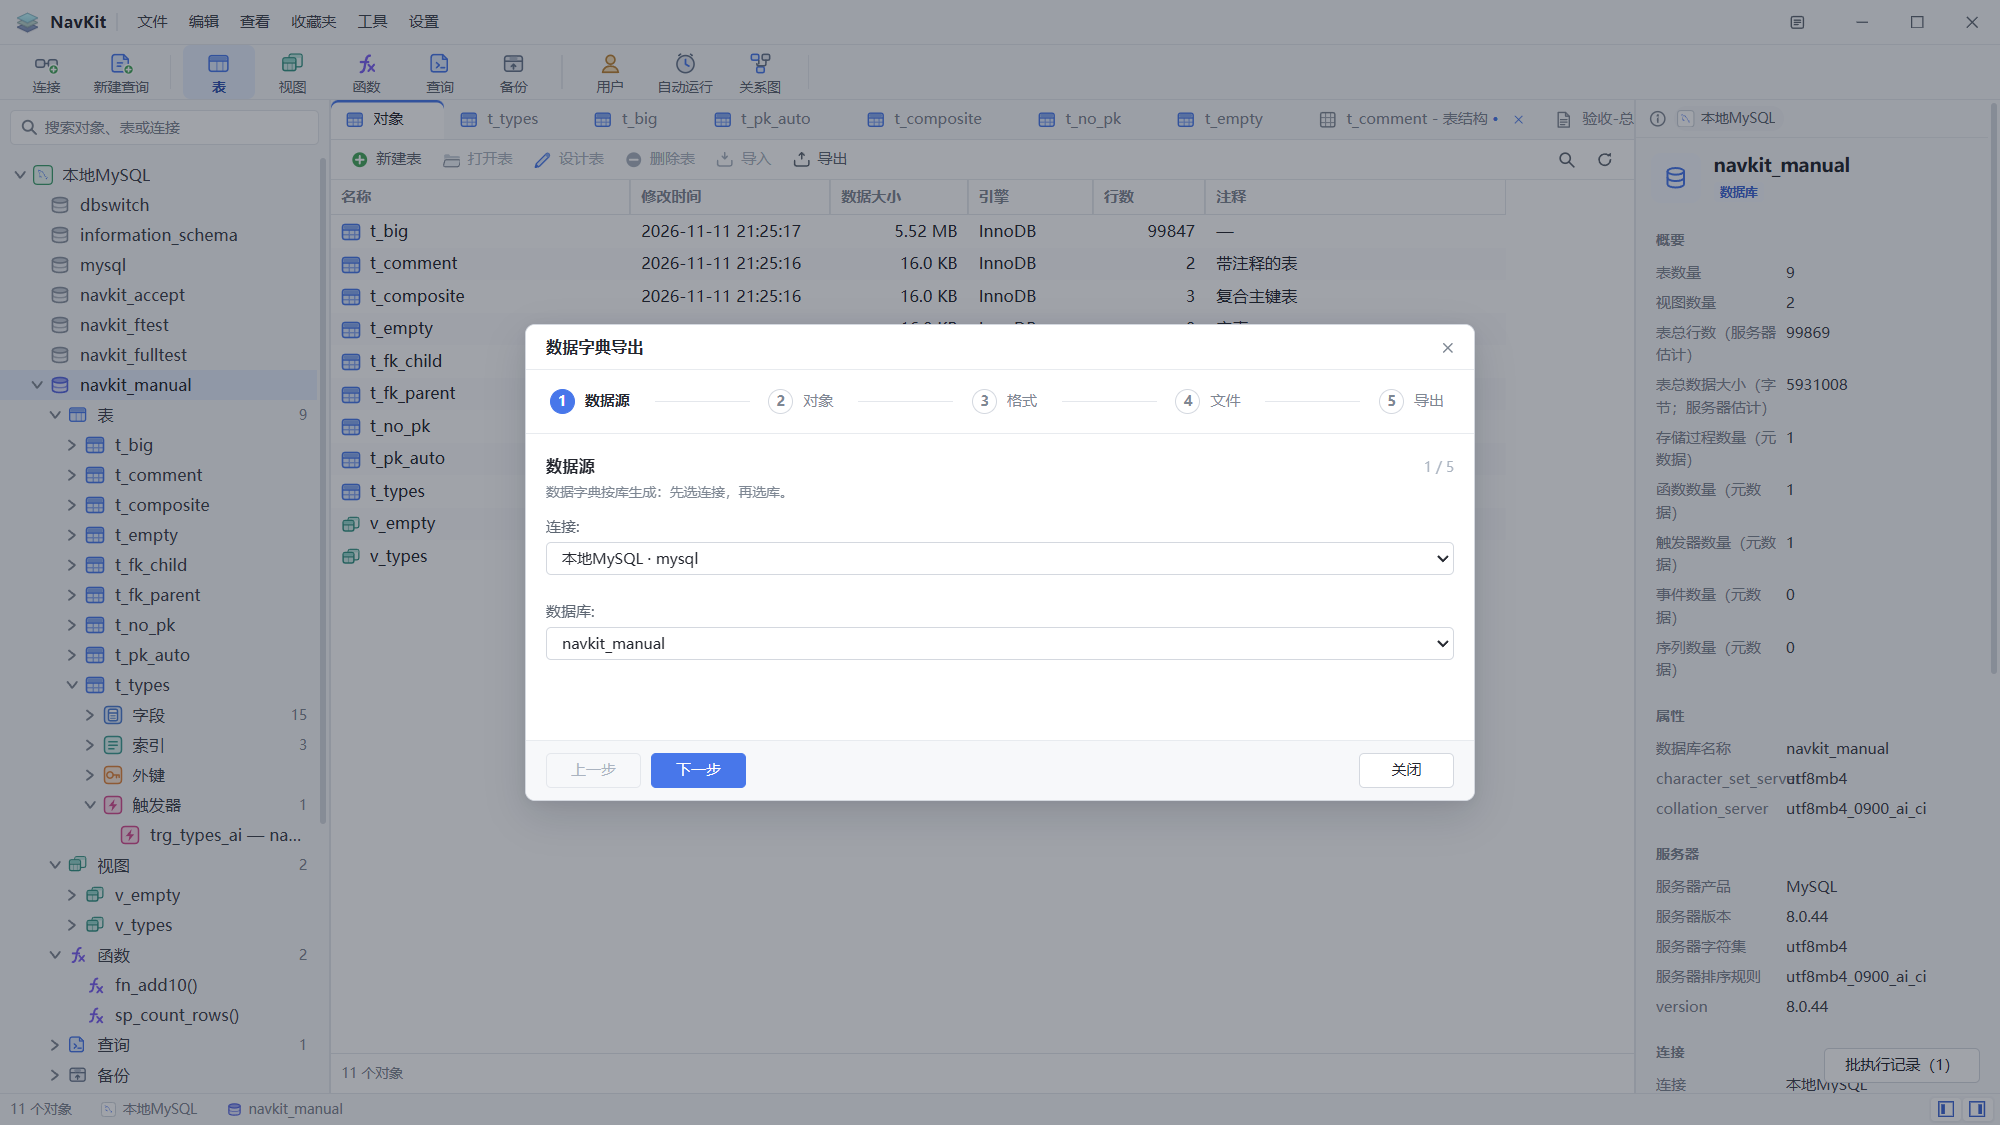 NavKit 文件 编辑 查看 收藏夹 工具 设置
连接 新建查询 表 视图 函数 查询 备份 用户 自动运行 关系图
搜索对象、表或连接
本地MySQL
dbswitch
information_schema
mysql
navkit_accept
navkit_ftest
navkit_fulltest
navkit_manual
表 9
t_big
t_comment
t_composite
t_empty
t_fk_child
t_fk_parent
t_no_pk
t_pk_auto
t_types
字段 15
索引 3
外键
触发器 1
trg_types_ai — na...
视图 2
v_empty
v_types
函数 2
fn_add10()
sp_count_rows()
查询 1
备份
对象 t_types t_big t_pk_auto t_composite t_no_pk t_empty t_comment - 表结构 • × 验收-总
新建表 打开表 设计表 删除表 导入 导出
名称 修改时间 数据大小 引擎 行数 注释
t_big 2026-11-11 21:25:17 5.52 MB InnoDB 99847 —
t_comment 2026-11-11 21:25:16 16.0 KB InnoDB 2 带注释的表
t_composite 2026-11-11 21:25:16 16.0 KB InnoDB 3 复合主键表
t_empty
t_fk_child
t_fk_parent
t_no_pk
t_pk_auto
t_types
v_empty
v_types
11 个对象
数据字典导出
1 数据源 2 对象 3 格式 4 文件 5 导出
数据源 1 / 5
数据字典按库生成：先选连接，再选库。
连接:
本地MySQL · mysql
数据库:
navkit_manual
上一步 下一步 关闭
本地MySQL
navkit_manual
数据库
概要
表数量 9
视图数量 2
表总行数（服务器 99869
估计）
表总数据大小（字 5931008
节；服务器估计）
存储过程数量（元 1
数据）
函数数量（元数 1
据）
触发器数量（元数 1
据）
事件数量（元数 0
据）
序列数量（元数 0
据）
属性
数据库名称 navkit_manual
character_set_serv utf8mb4
collation_server utf8mb4_0900_ai_ci
服务器
服务器产品 MySQL
服务器版本 8.0.44
服务器字符集 utf8mb4
服务器排序规则 utf8mb4_0900_ai_ci
version 8.0.44
连接
批执行记录（1）
连接 本地MySQL
11 个对象 本地MySQL navkit_manual